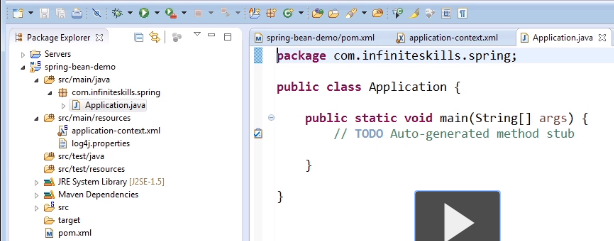 Package Explorer
Servers
spring-bean-demo
src/main/java
com.infiniteskills.spring
Application.java
src/main/resources
application-context.xml
log4j.properties
src/test/java
src/test/resources
JRE System Library [J2SE-1.5]
Maven Dependencies
src
target
pom.xml
spring-bean-demo/pom.xml application-context.xml Application.java
package com.infiniteskills.spring;
public class Application {
public static void main(String[] args) {
// TODO Auto-generated method stub
}
}